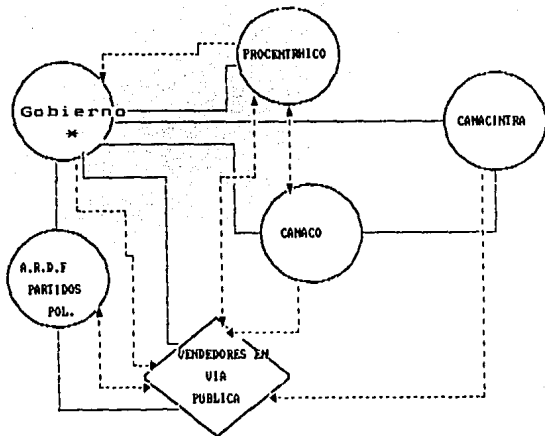 PROCENTRHICO
Gobierno
*
CANACINTRA
CANACO
A.R.D.F
PARTIDOS
POL.
VENDEDORES EN
VIA
PUBLICA